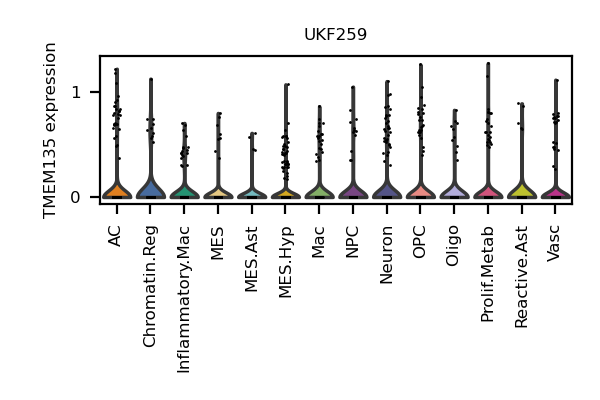 UKF259
TMEM135 expression
1
0
AC
Chromatin.Reg
Inflammatory.Mac
MES
MES.Ast
MES.Hyp
Mac
NPC
Neuron
OPC
Oligo
Prolif.Metab
Reactive.Ast
Vasc